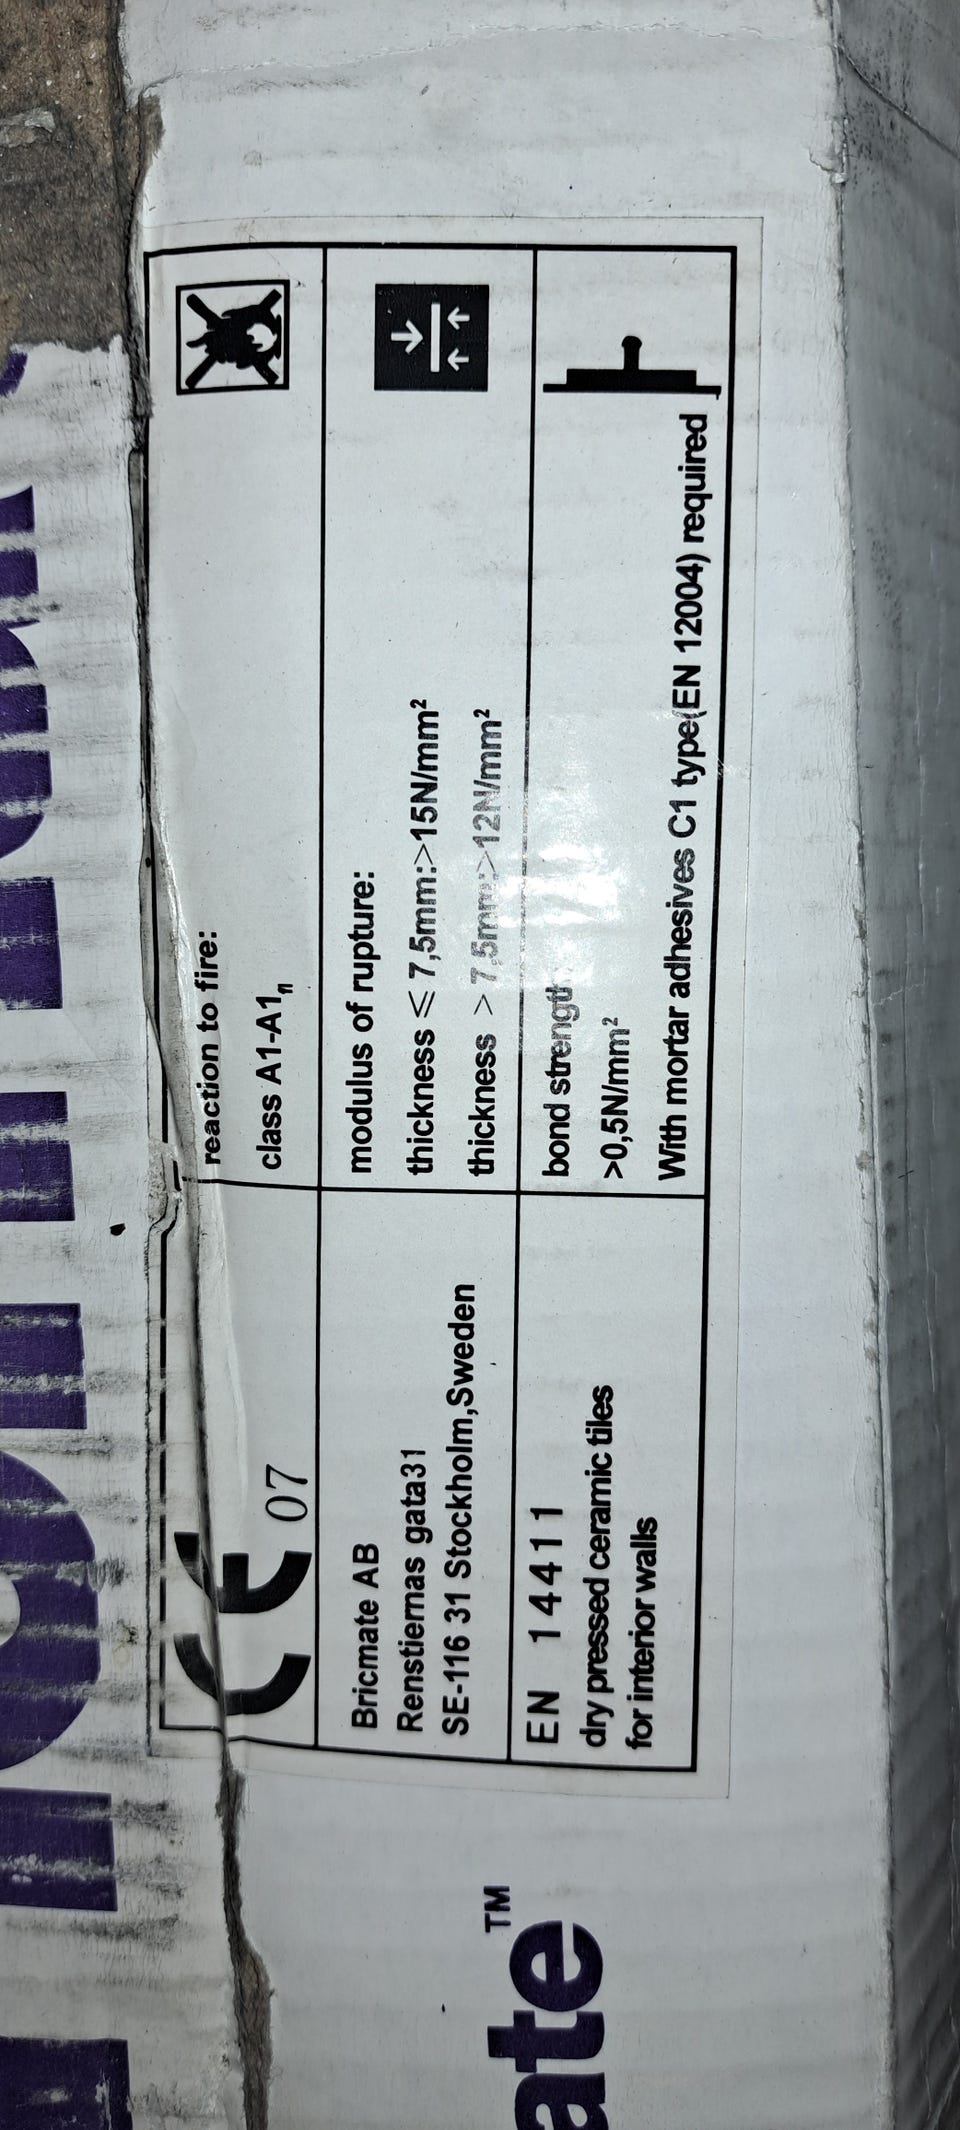 07
Bricmate AB
Renstiernas gata31
SE-116 31 Stockholm,Sweden
EN 14411
dry pressed ceramic tiles
for interior walls
reaction to fire:
class A1-A1fl
modulus of rupture:
thickness ≤ 7,5mm:>15N/mm²
thickness > 7,5mm:>12N/mm²
bond strength
>0,5N/mm²
With mortar adhesives C1 type(EN 12004) required
ate™